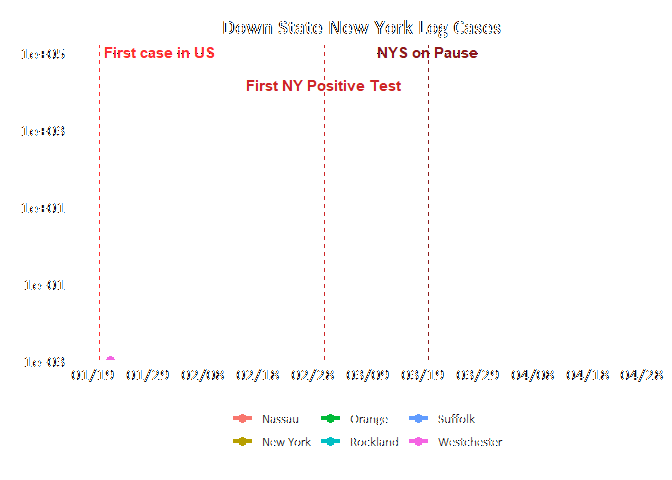 Down State New York Log Cases
1e+05
First case in US
NYS on Pause
First NY Positive Test
1e+03
1e+01
1e-01
1e-03
01/19 01/29 02/08 02/18 02/28 03/09 03/19 03/29 04/08 04/18 04/28
Nassau Orange Suffolk
New York Rockland Westchester